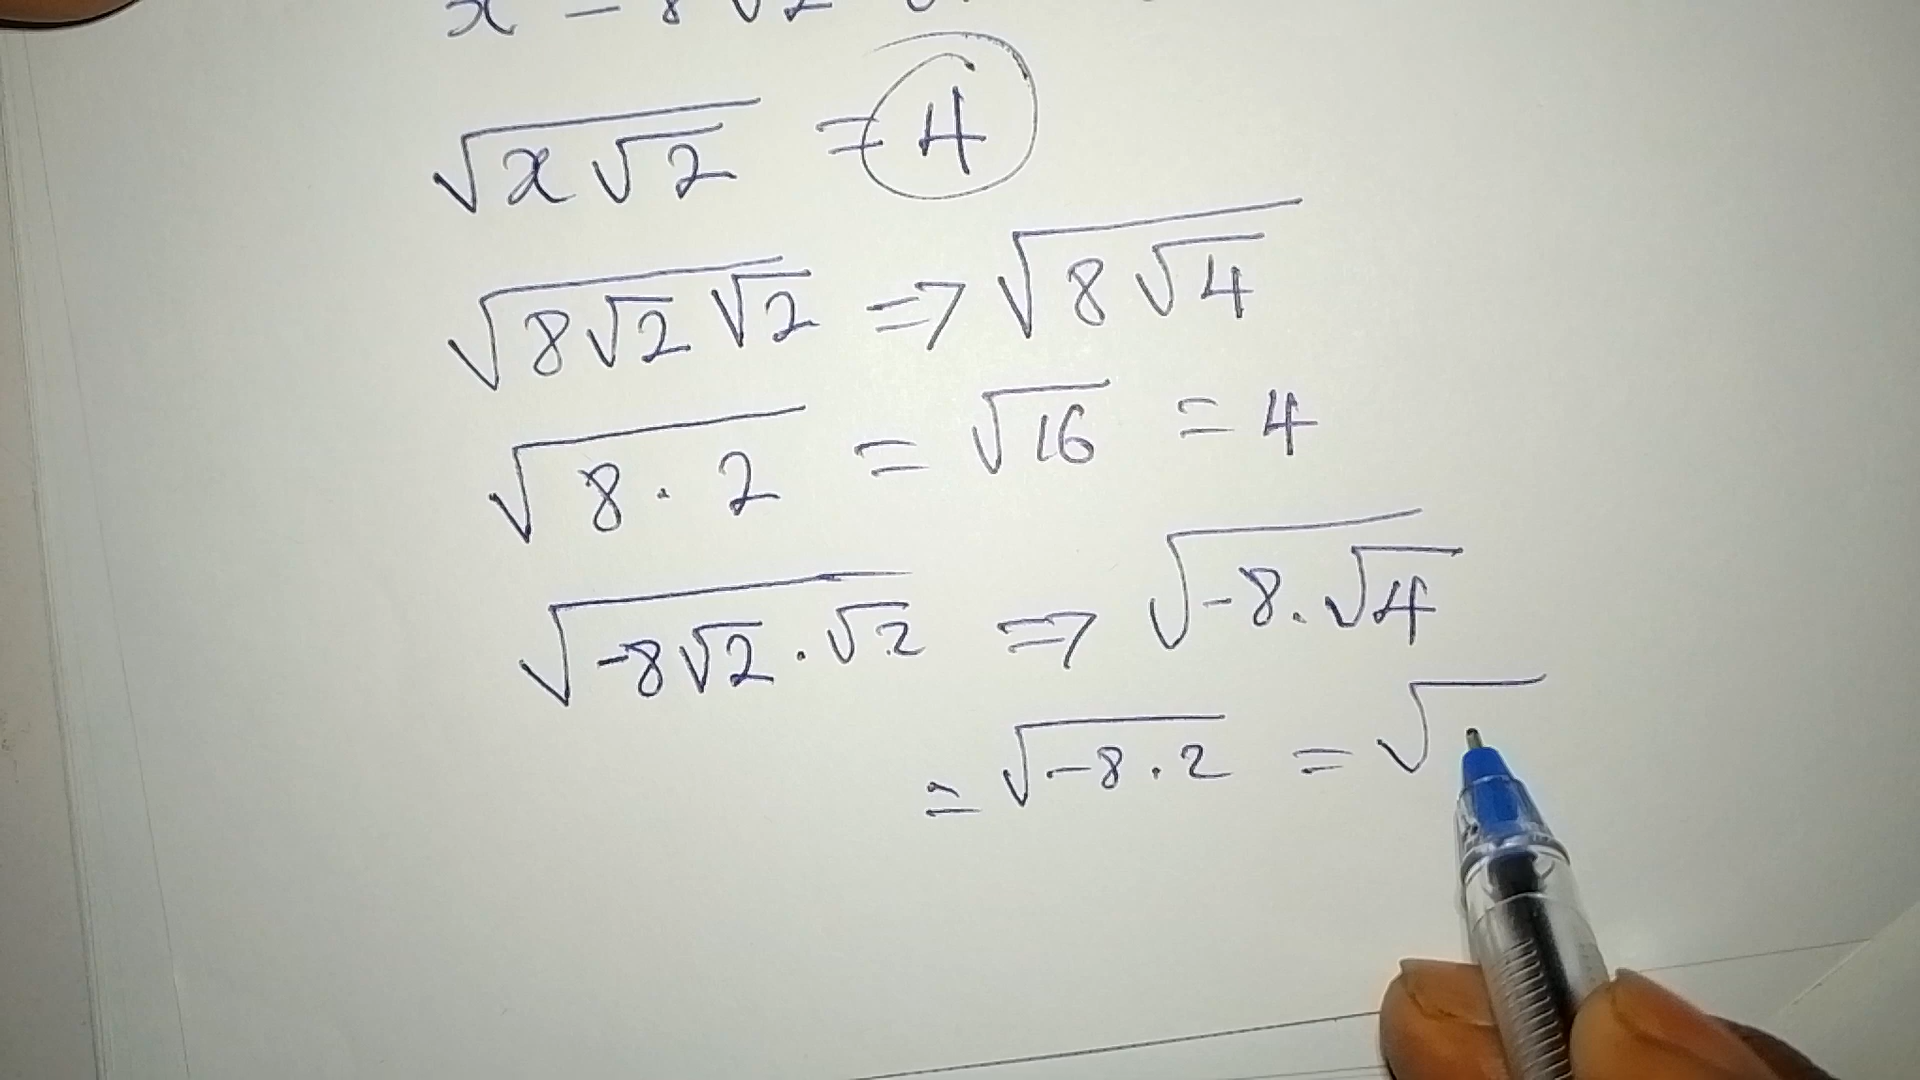 √(x√2) = 4
√(8√2 √2) => √(8√4)
√(8 . 2) = √16 = 4
√(-8√2 . √2) => √(-8 . √4)
= √(-8 . 2) = √